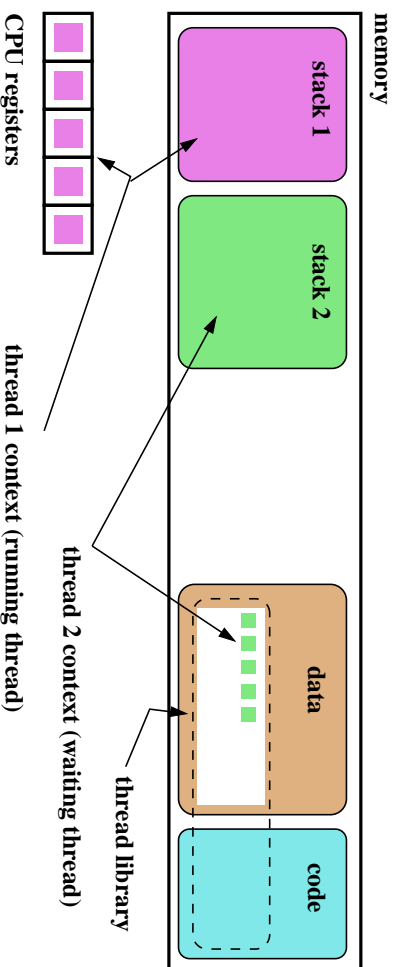 memory
stack 1
stack 2
data
code
CPU registers
thread 1 context (running thread)
thread 2 context (waiting thread)
thread library